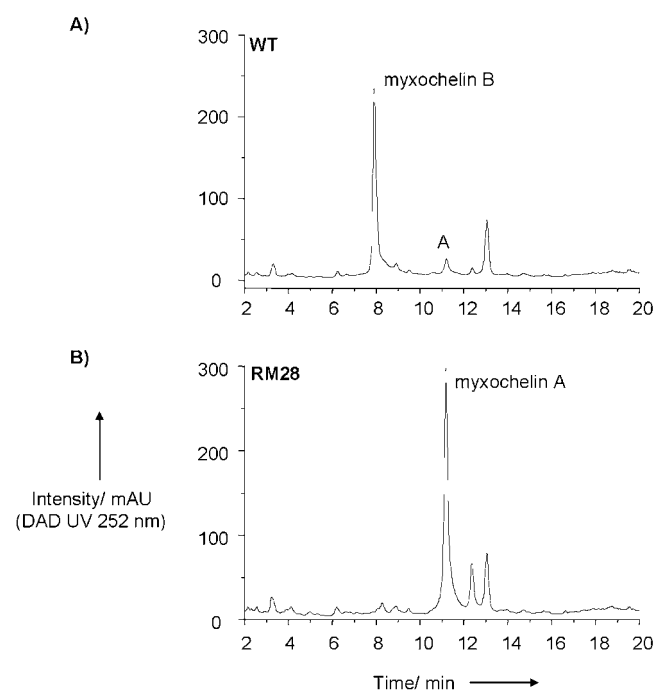 A)
WT
300
200
100
0
myxochelin B
A
2 4 6 8 10 12 14 16 18 20
B)
RM28
300
200
100
0
myxochelin A
Intensity/ mAU
(DAD UV 252 nm)
2 4 6 8 10 12 14 16 18 20
Time/ min